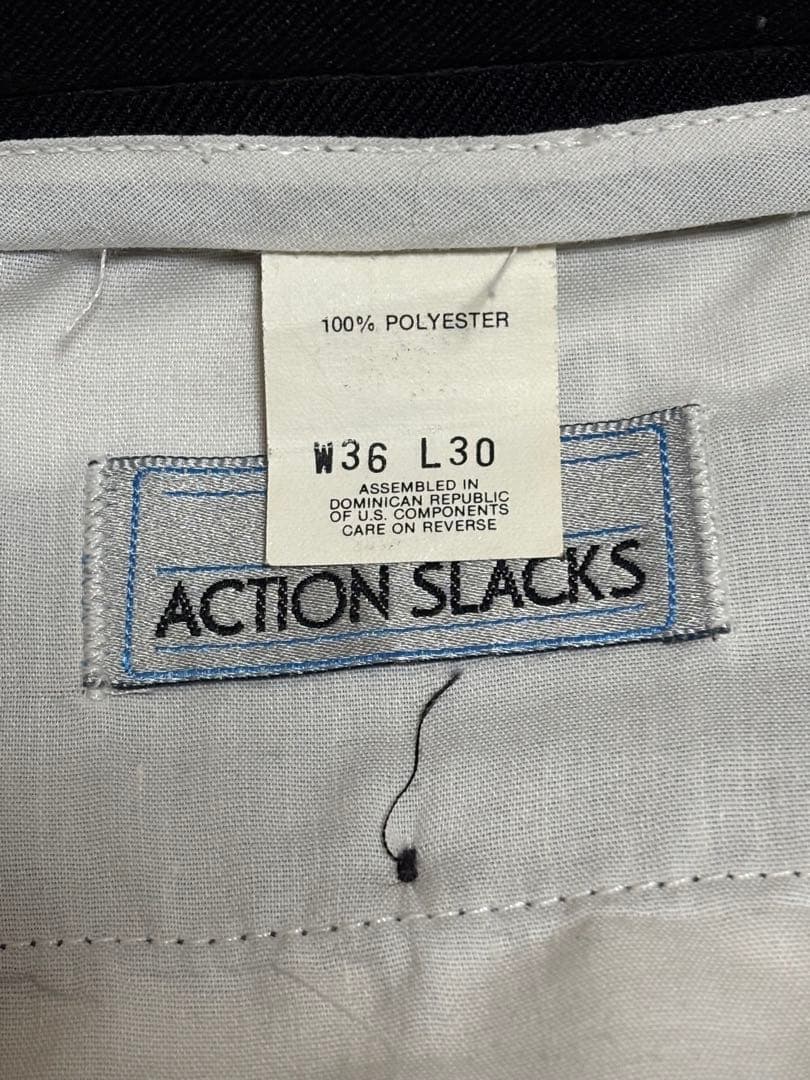 100% POLYESTER
W36 L30
ASSEMBLED IN
DOMINICAN REPUBLIC
OF U.S. COMPONENTS
CARE ON REVERSE
ACTION SLACKS